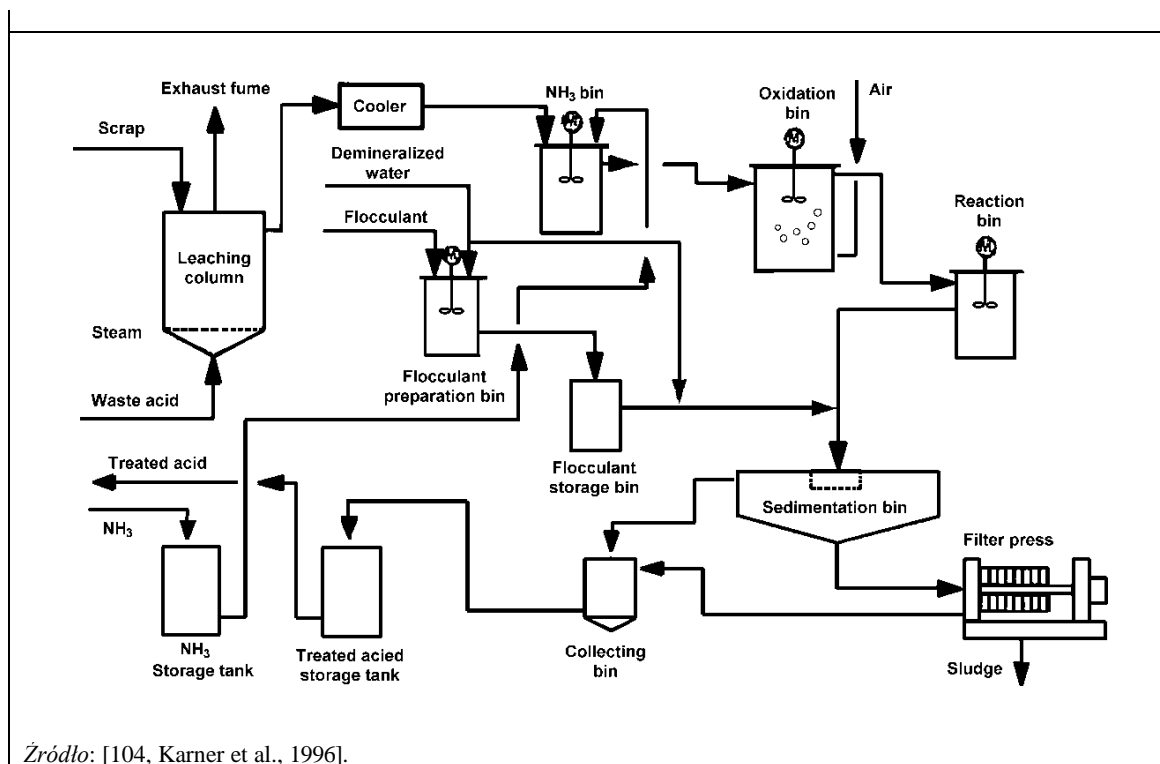 Exhaust fume
Cooler
NH3 bin
Oxidation
bin
Air
Scrap
Demineralized
water
Flocculant
Reaction
bin
Leaching
column
Steam
Waste acid
Flocculant
preparation bin
Treated acid
NH3
Flocculant
storage bin
Sedimentation bin
Filter press
NH3
Storage tank
Treated acied
storage tank
Collecting
bin
Sludge
M
M
M
M
Źródło: [104, Karner et al., 1996].